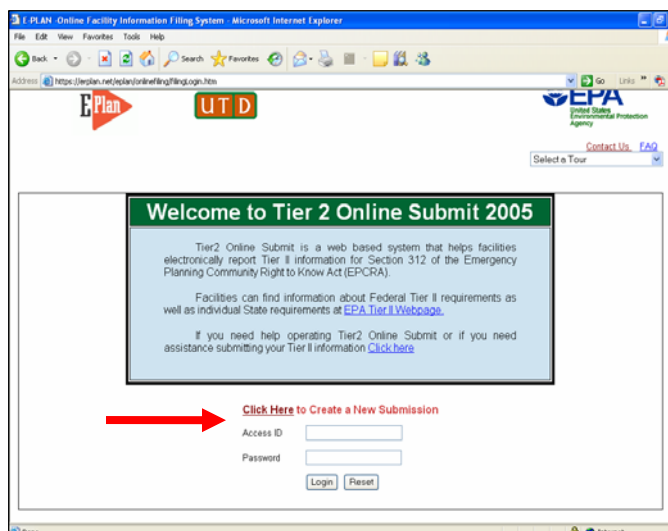 E-PLAN -Online Facility Information Filing System - Microsoft Internet Explorer
File Edit View Favorites Tools Help
Back Search Favorites
Address https://erplan.net/eplan/onlinefiling/filingLogin.htm Go Links »
EPlan UTD EPA
United States
Environmental Protection
Agency
Contact Us FAQ
Select a Tour
Welcome to Tier 2 Online Submit 2005
Tier2 Online Submit is a web based system that helps facilities
electronically report Tier II information for Section 312 of the Emergency
Planning Community Right to Know Act (EPCRA).
Facilities can find information about Federal Tier II requirements as
well as individual State requirements at EPA Tier II Webpage.
If you need help operating Tier2 Online Submit or if you need
assistance submitting your Tier II information Click here
Click Here to Create a New Submission
Access ID
Password
Login Reset